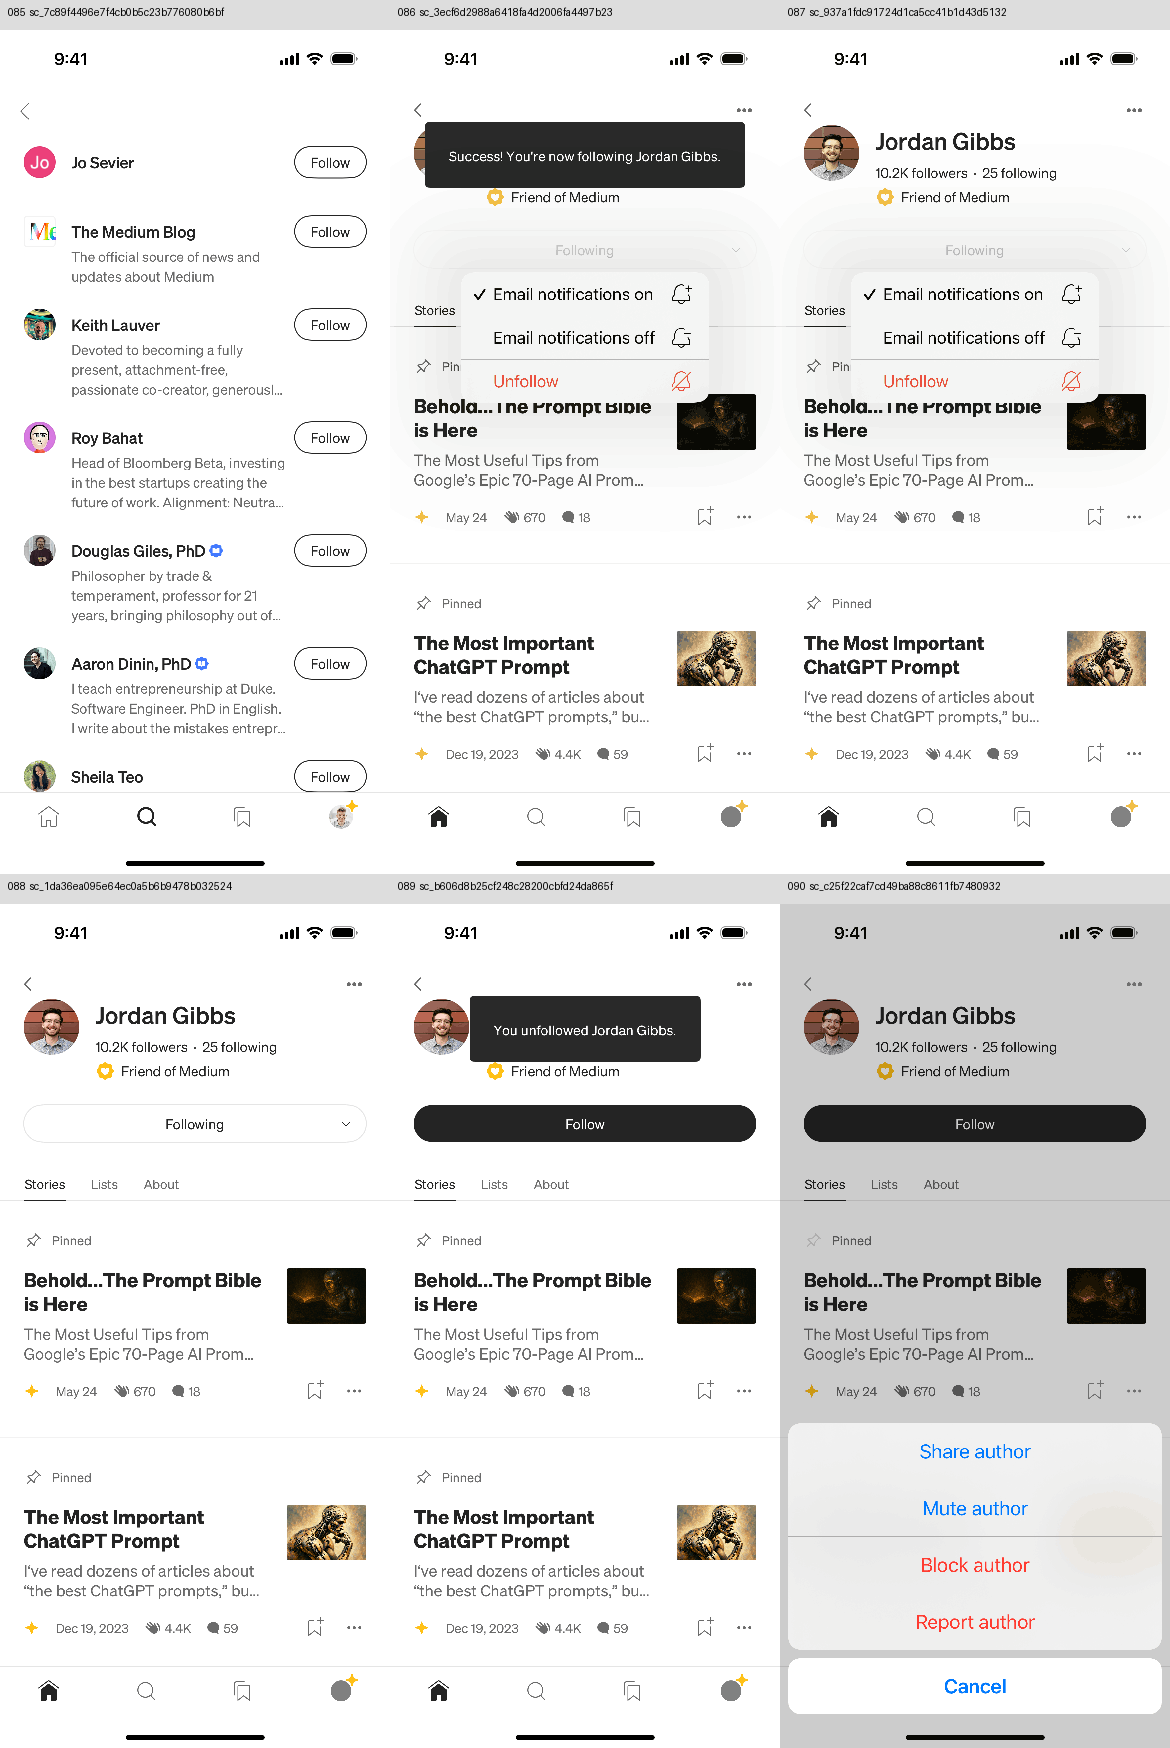 085 sc_7c89f4496e7f4cb0b5c23b776080b6bf
9:41
Jo
Jo Sevier
Follow
Me
The Medium Blog
Follow
The official source of news and
updates about Medium
Keith Lauver
Follow
Devoted to becoming a fully
present, attachment-free,
passionate co-creator, generousl...
Roy Bahat
Follow
Head of Bloomberg Beta, investing
in the best startups creating the
future of work. Alignment: Neutra...
Douglas Giles, PhD
Follow
Philosopher by trade &
temperament, professor for 21
years, bringing philosophy out of...
Aaron Dinin, PhD
Follow
I teach entrepreneurship at Duke.
Software Engineer. PhD in English.
I write about the mistakes entrepr...
Sheila Teo
Follow
086 sc_3ecf6d2988a6418fa4d2006fa4497b23
9:41
Success! You're now following Jordan Gibbs.
Friend of Medium
Following
Email notifications on
Stories
Email notifications off
Pin
Unfollow
Behold...The Prompt Bible
is Here
The Most Useful Tips from
Google's Epic 70-Page AI Prom...
May 24 670 18
Pinned
The Most Important
ChatGPT Prompt
I've read dozens of articles about
“the best ChatGPT prompts,” bu...
Dec 19, 2023 4.4K 59
087 sc_937a1fdc91724d1ca5cc41b1d43d5132
9:41
Jordan Gibbs
10.2K followers · 25 following
Friend of Medium
Following
Email notifications on
Stories
Email notifications off
Pin
Unfollow
Behold...The Prompt Bible
is Here
The Most Useful Tips from
Google's Epic 70-Page AI Prom...
May 24 670 18
Pinned
The Most Important
ChatGPT Prompt
I've read dozens of articles about
“the best ChatGPT prompts,” bu...
Dec 19, 2023 4.4K 59
088 sc_1da36ea095e64ec0a5b6b9478b032524
9:41
Jordan Gibbs
10.2K followers · 25 following
Friend of Medium
Following
Stories Lists About
Pinned
Behold...The Prompt Bible
is Here
The Most Useful Tips from
Google's Epic 70-Page AI Prom...
May 24 670 18
Pinned
The Most Important
ChatGPT Prompt
I've read dozens of articles about
“the best ChatGPT prompts,” bu...
Dec 19, 2023 4.4K 59
089 sc_b606d8b25cf248c28200cbfd24da865f
9:41
You unfollowed Jordan Gibbs.
Friend of Medium
Follow
Stories Lists About
Pinned
Behold...The Prompt Bible
is Here
The Most Useful Tips from
Google's Epic 70-Page AI Prom...
May 24 670 18
Pinned
The Most Important
ChatGPT Prompt
I've read dozens of articles about
“the best ChatGPT prompts,” bu...
Dec 19, 2023 4.4K 59
090 sc_c25f22caf7cd49ba88c8611fb7480932
9:41
Jordan Gibbs
10.2K followers · 25 following
Friend of Medium
Follow
Stories Lists About
Pinned
Behold...The Prompt Bible
is Here
The Most Useful Tips from
Google's Epic 70-Page AI Prom...
May 24 670 18
Share author
Mute author
Block author
Report author
Cancel